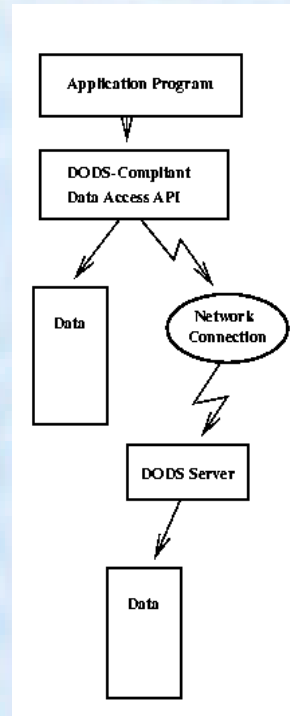 Application Program
DODS-Compliant
Data Access API
Data
Network
Connection
DODS Server
Data